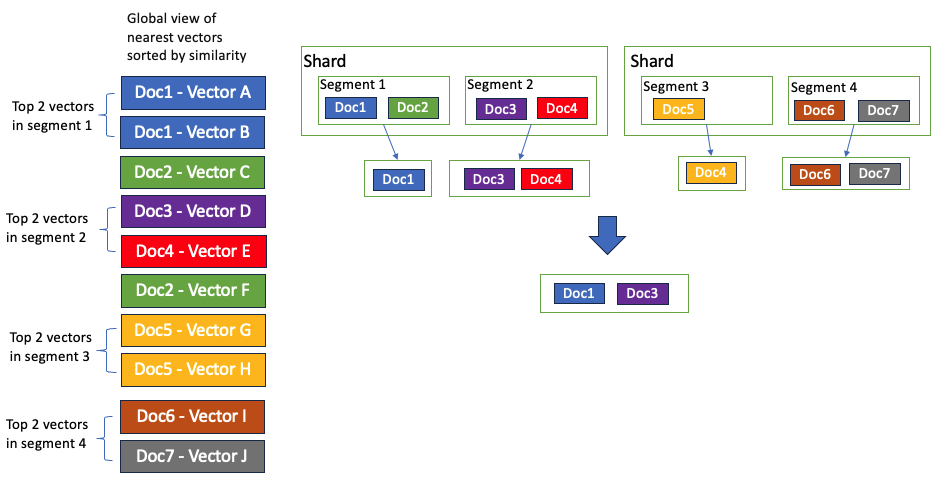 Global view of
nearest vectors
sorted by similarity
Top 2 vectors
in segment 1
Doc1 - Vector A
Doc1 - Vector B
Doc2 - Vector C
Top 2 vectors
in segment 2
Doc3 - Vector D
Doc4 - Vector E
Doc2 - Vector F
Top 2 vectors
in segment 3
Doc5 - Vector G
Doc5 - Vector H
Top 2 vectors
in segment 4
Doc6 - Vector I
Doc7 - Vector J
Shard
Segment 1
Doc1 Doc2
Segment 2
Doc3 Doc4
Shard
Segment 3
Doc5
Segment 4
Doc6 Doc7
Doc1
Doc3 Doc4
Doc4
Doc6 Doc7
Doc1 Doc3